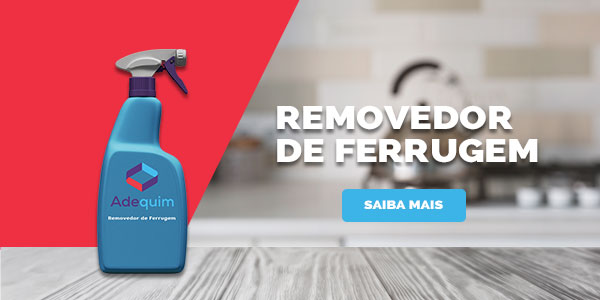 REMOVEDOR
DE FERRUGEM
SAIBA MAIS
Adequim
Removedor de Ferrugem